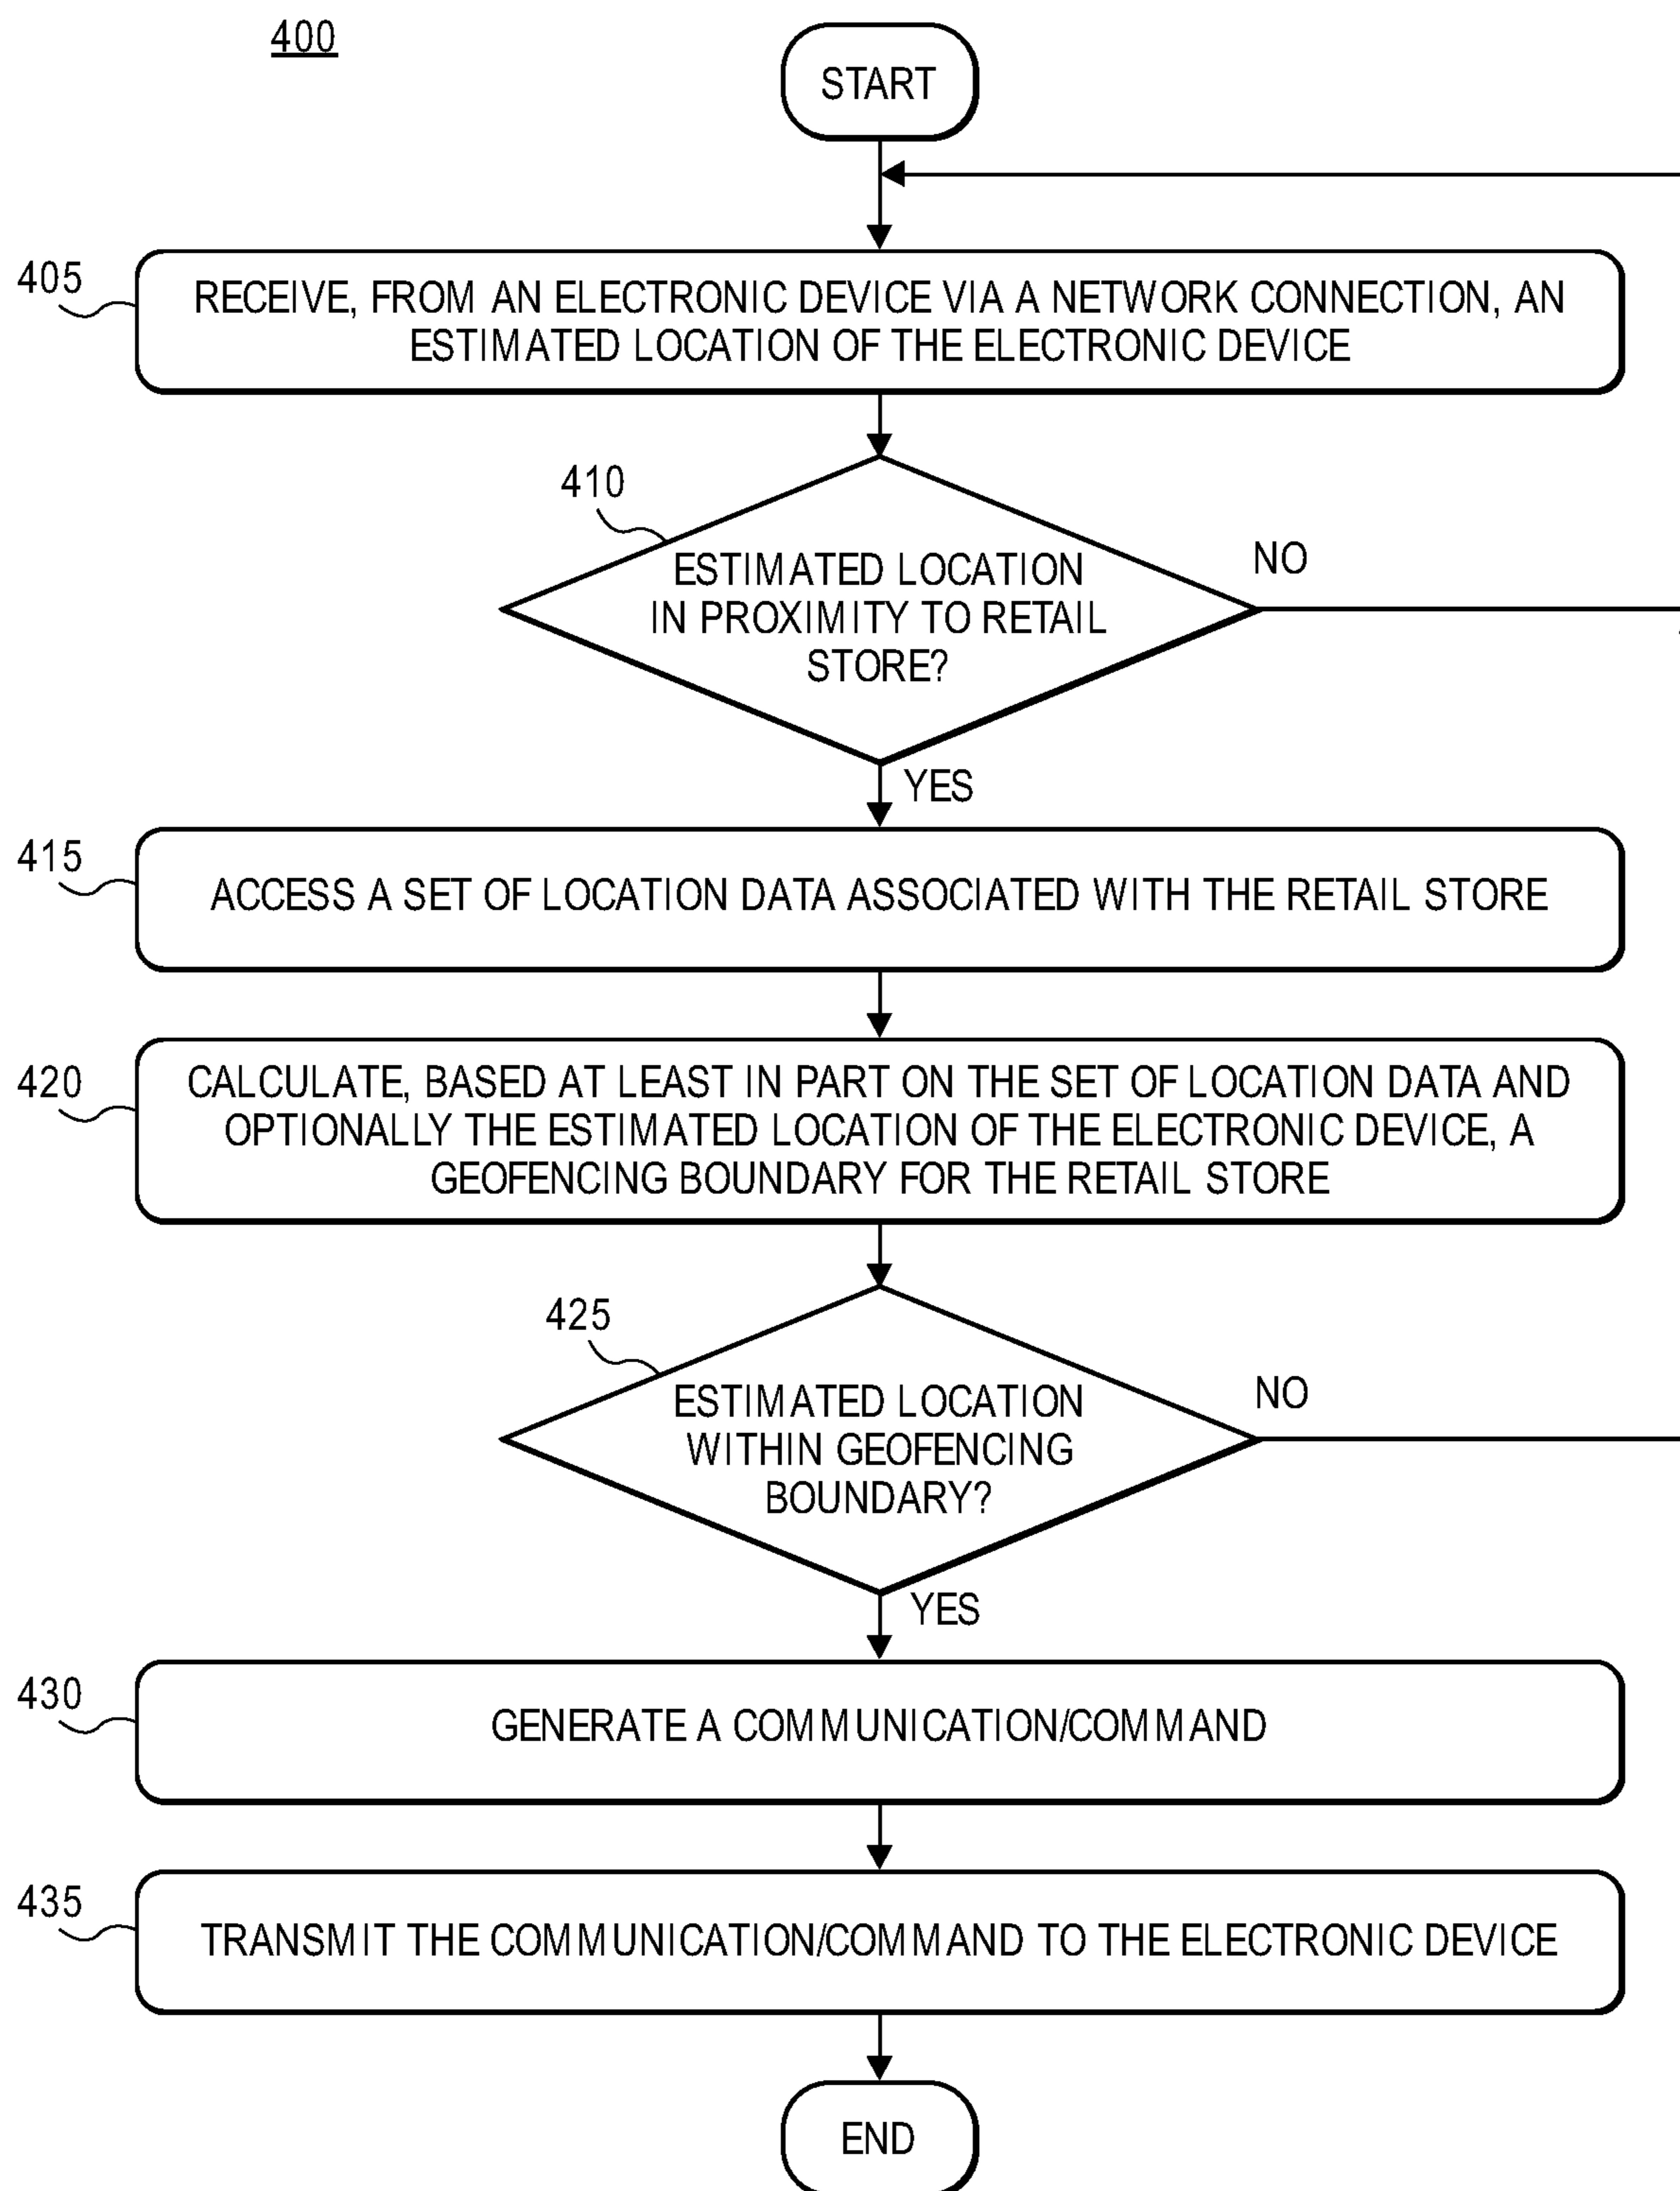 400
START
405
RECEIVE, FROM AN ELECTRONIC DEVICE VIA A NETWORK CONNECTION, AN
ESTIMATED LOCATION OF THE ELECTRONIC DEVICE
410
ESTIMATED LOCATION
IN PROXIMITY TO RETAIL
STORE?
NO
YES
415
ACCESS A SET OF LOCATION DATA ASSOCIATED WITH THE RETAIL STORE
420
CALCULATE, BASED AT LEAST IN PART ON THE SET OF LOCATION DATA AND
OPTIONALLY THE ESTIMATED LOCATION OF THE ELECTRONIC DEVICE, A
GEOFENCING BOUNDARY FOR THE RETAIL STORE
425
ESTIMATED LOCATION
WITHIN GEOFENCING
BOUNDARY?
NO
YES
430
GENERATE A COMMUNICATION/COMMAND
435
TRANSMIT THE COMMUNICATION/COMMAND TO THE ELECTRONIC DEVICE
END